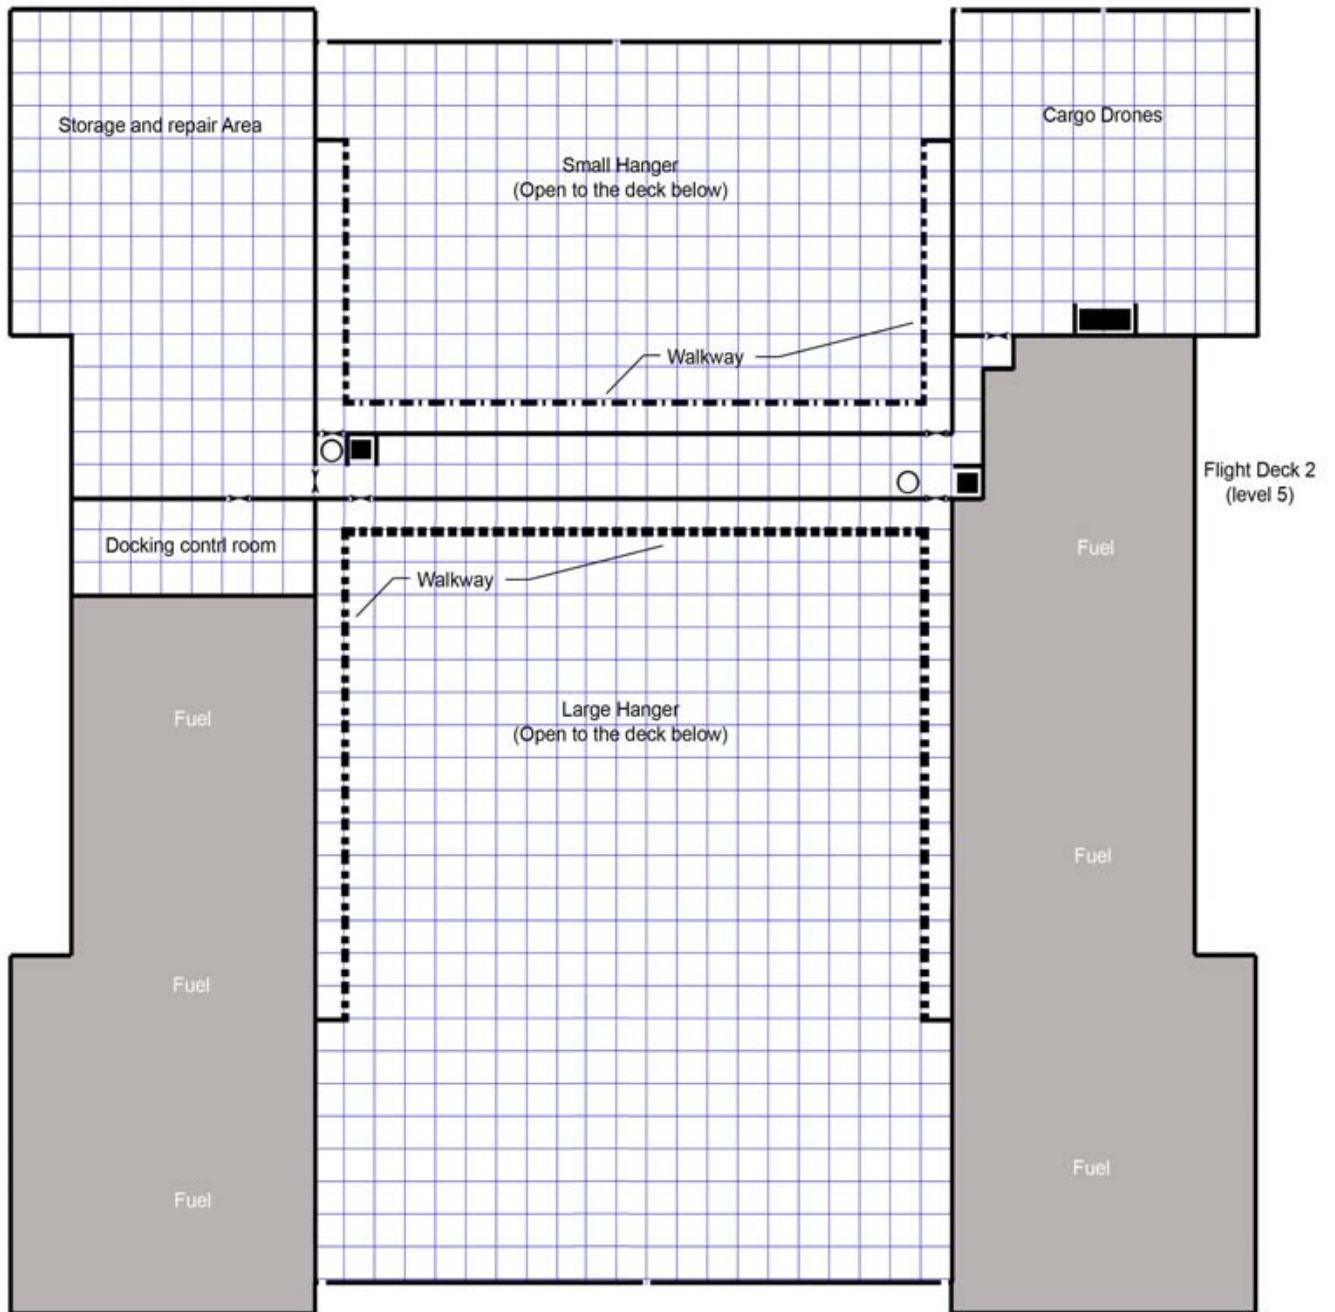 Storage and repair Area
Cargo Drones
Small Hanger
(Open to the deck below)
Walkway
Flight Deck 2
(level 5)
Docking contrl room
Fuel
Walkway
Fuel
Large Hanger
(Open to the deck below)
Fuel
Fuel
Fuel
Fuel